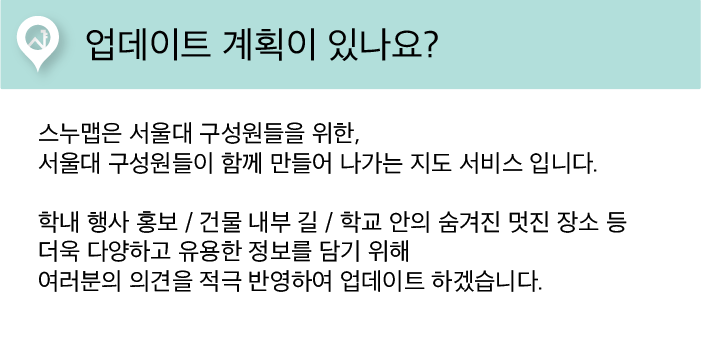 업데이트 계획이 있나요?
스누맵은 서울대 구성원들을 위한,
서울대 구성원들이 함께 만들어 나가는 지도 서비스 입니다.
학내 행사 홍보 / 건물 내부 길 / 학교 안의 숨겨진 멋진 장소 등
더욱 다양하고 유용한 정보를 담기 위해
여러분의 의견을 적극 반영하여 업데이트 하겠습니다.